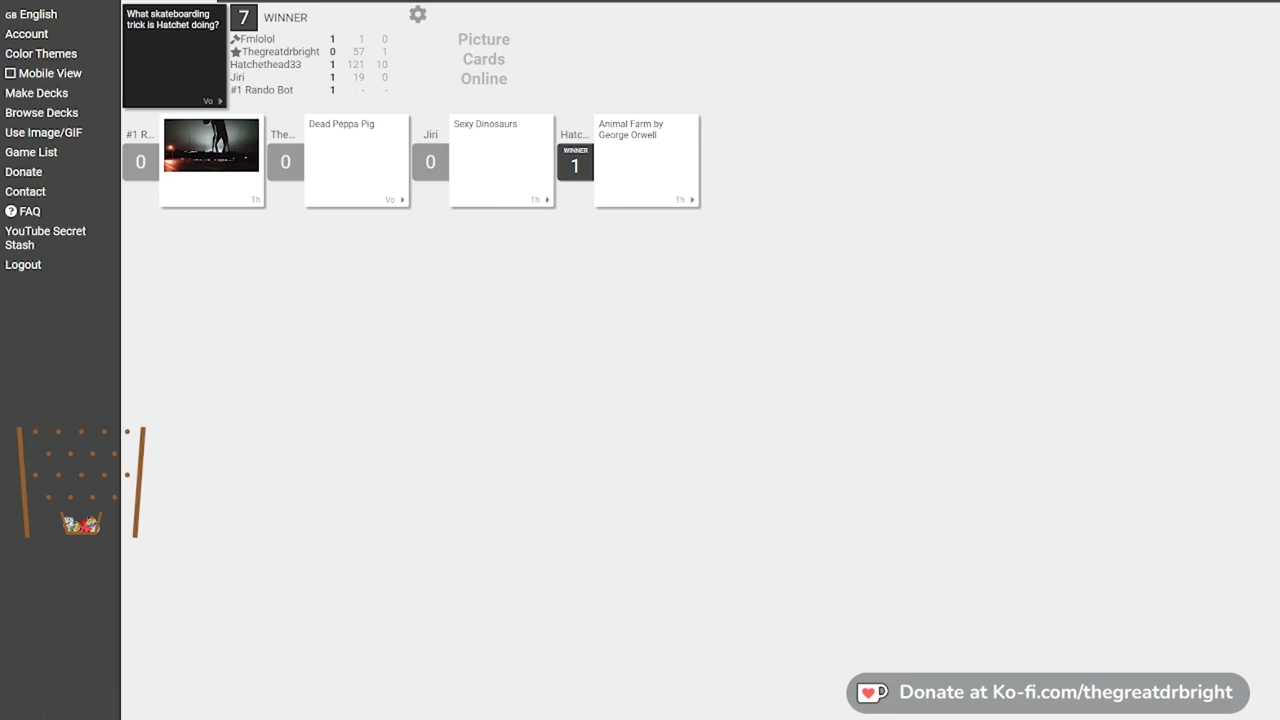 GB English
Account
Color Themes
Mobile View
Make Decks
Browse Decks
Use Image/GIF
Game List
Donate
Contact
? FAQ
YouTube Secret
Stash
Logout
What skateboarding
trick is Hatchet doing?
Vo
7 WINNER
Fmlolol 1 1 0
Thegreatdrbright 0 57 1
Hatchethead33 1 121 10
Jiri 1 19 0
#1 Rando Bot 1 - -
Picture
Cards
Online
#1 R...
0
Th
The...
0
Dead Peppa Pig
Vo
Jiri
0
Sexy Dinosaurs
Th
Hatc...
WINNER
1
Animal Farm by
George Orwell
Th
Donate at Ko-fi.com/thegreatdrbright